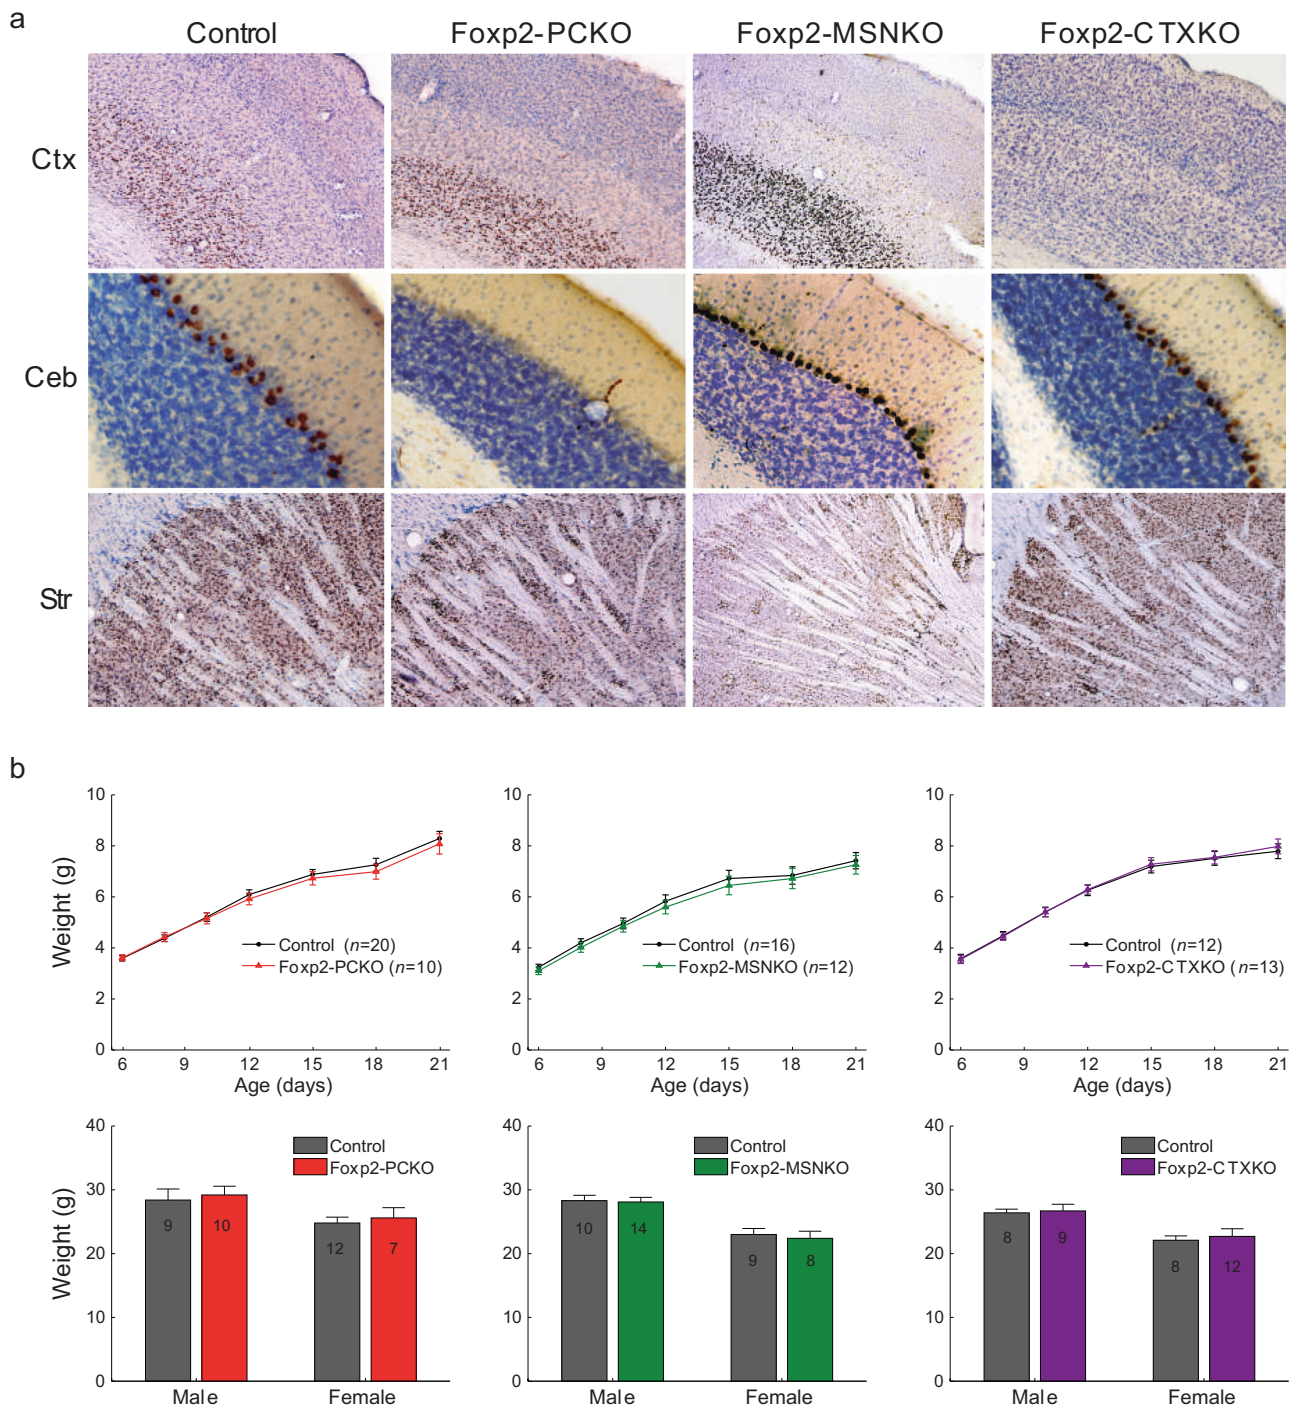 a
Control Foxp2-PCKO Foxp2-MSNKO Foxp2-CTXKO
Ctx
Ceb
Str
b
10
8
6
4
2
0
Weight (g)
Control (n=20)
Foxp2-PCKO (n=10)
6 9 12 15 18 21
Age (days)
10
8
6
4
2
0
Control (n=16)
Foxp2-MSNKO (n=12)
6 9 12 15 18 21
Age (days)
10
8
6
4
2
0
Control (n=12)
Foxp2-CTXKO (n=13)
6 9 12 15 18 21
Age (days)
40
30
20
10
0
Weight (g)
Control
Foxp2-PCKO
9 10 12 7
Male Female
40
30
20
10
0
Control
Foxp2-MSNKO
10 14 9 8
Male Female
40
30
20
10
0
Control
Foxp2-CTXKO
8 9 8 12
Male Female